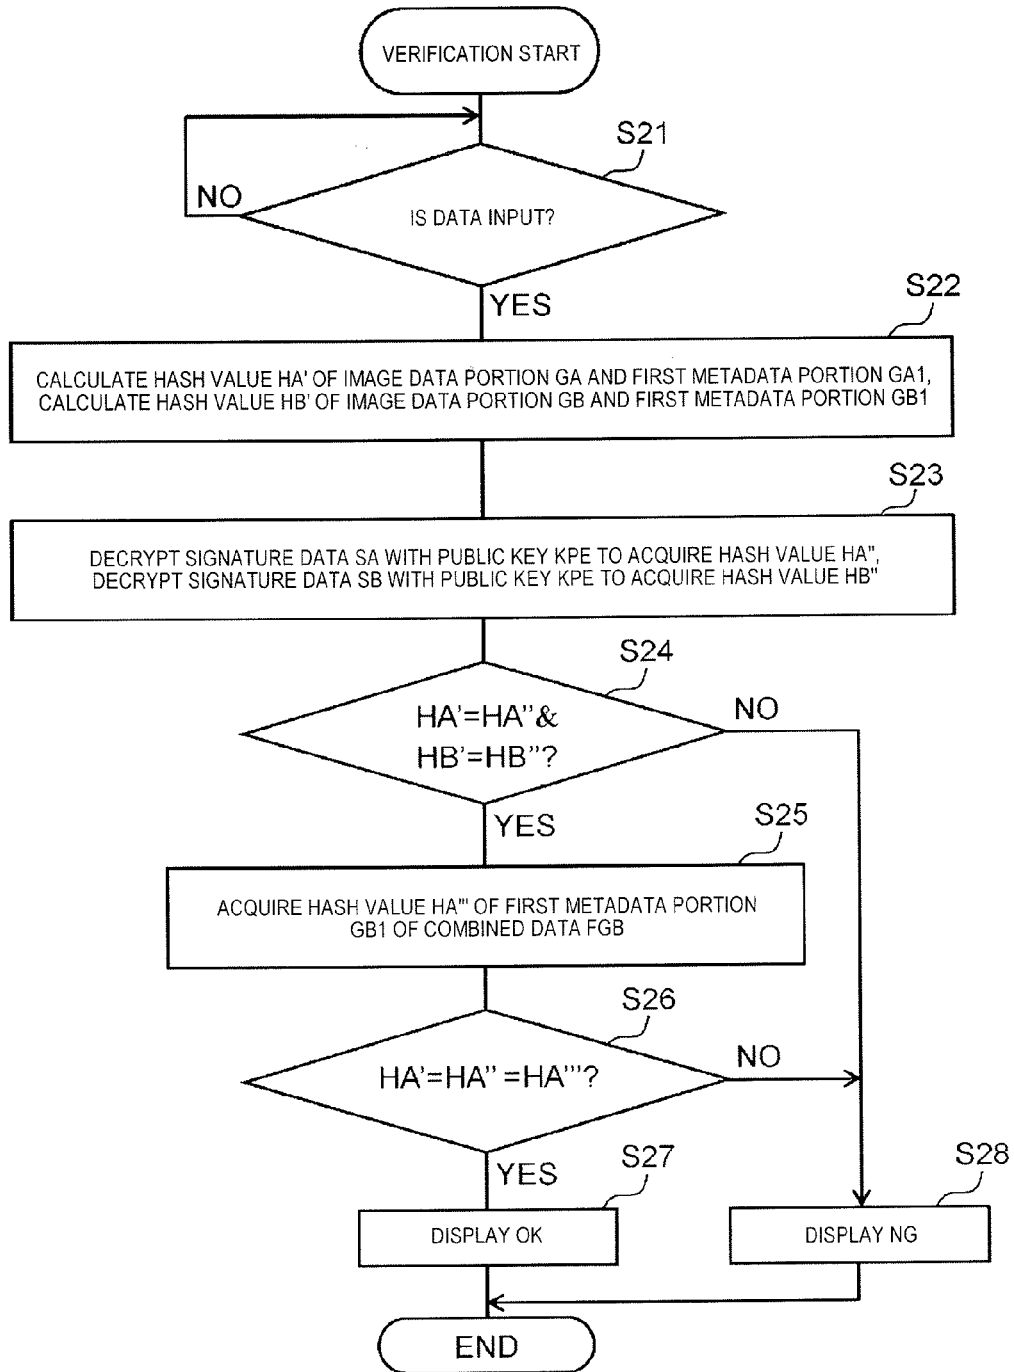 VERIFICATION START
S21
NO
IS DATA INPUT?
YES
S22
CALCULATE HASH VALUE HA' OF IMAGE DATA PORTION GA AND FIRST METADATA PORTION GA1,
CALCULATE HASH VALUE HB' OF IMAGE DATA PORTION GB AND FIRST METADATA PORTION GB1
S23
DECRYPT SIGNATURE DATA SA WITH PUBLIC KEY KPE TO ACQUIRE HASH VALUE HA'',
DECRYPT SIGNATURE DATA SB WITH PUBLIC KEY KPE TO ACQUIRE HASH VALUE HB''
S24
HA'=HA''&
HB'=HB''?
NO
YES
S25
ACQUIRE HASH VALUE HA''' OF FIRST METADATA PORTION
GB1 OF COMBINED DATA FGB
S26
HA'=HA''=HA'''?
NO
YES
S27
DISPLAY OK
S28
DISPLAY NG
END